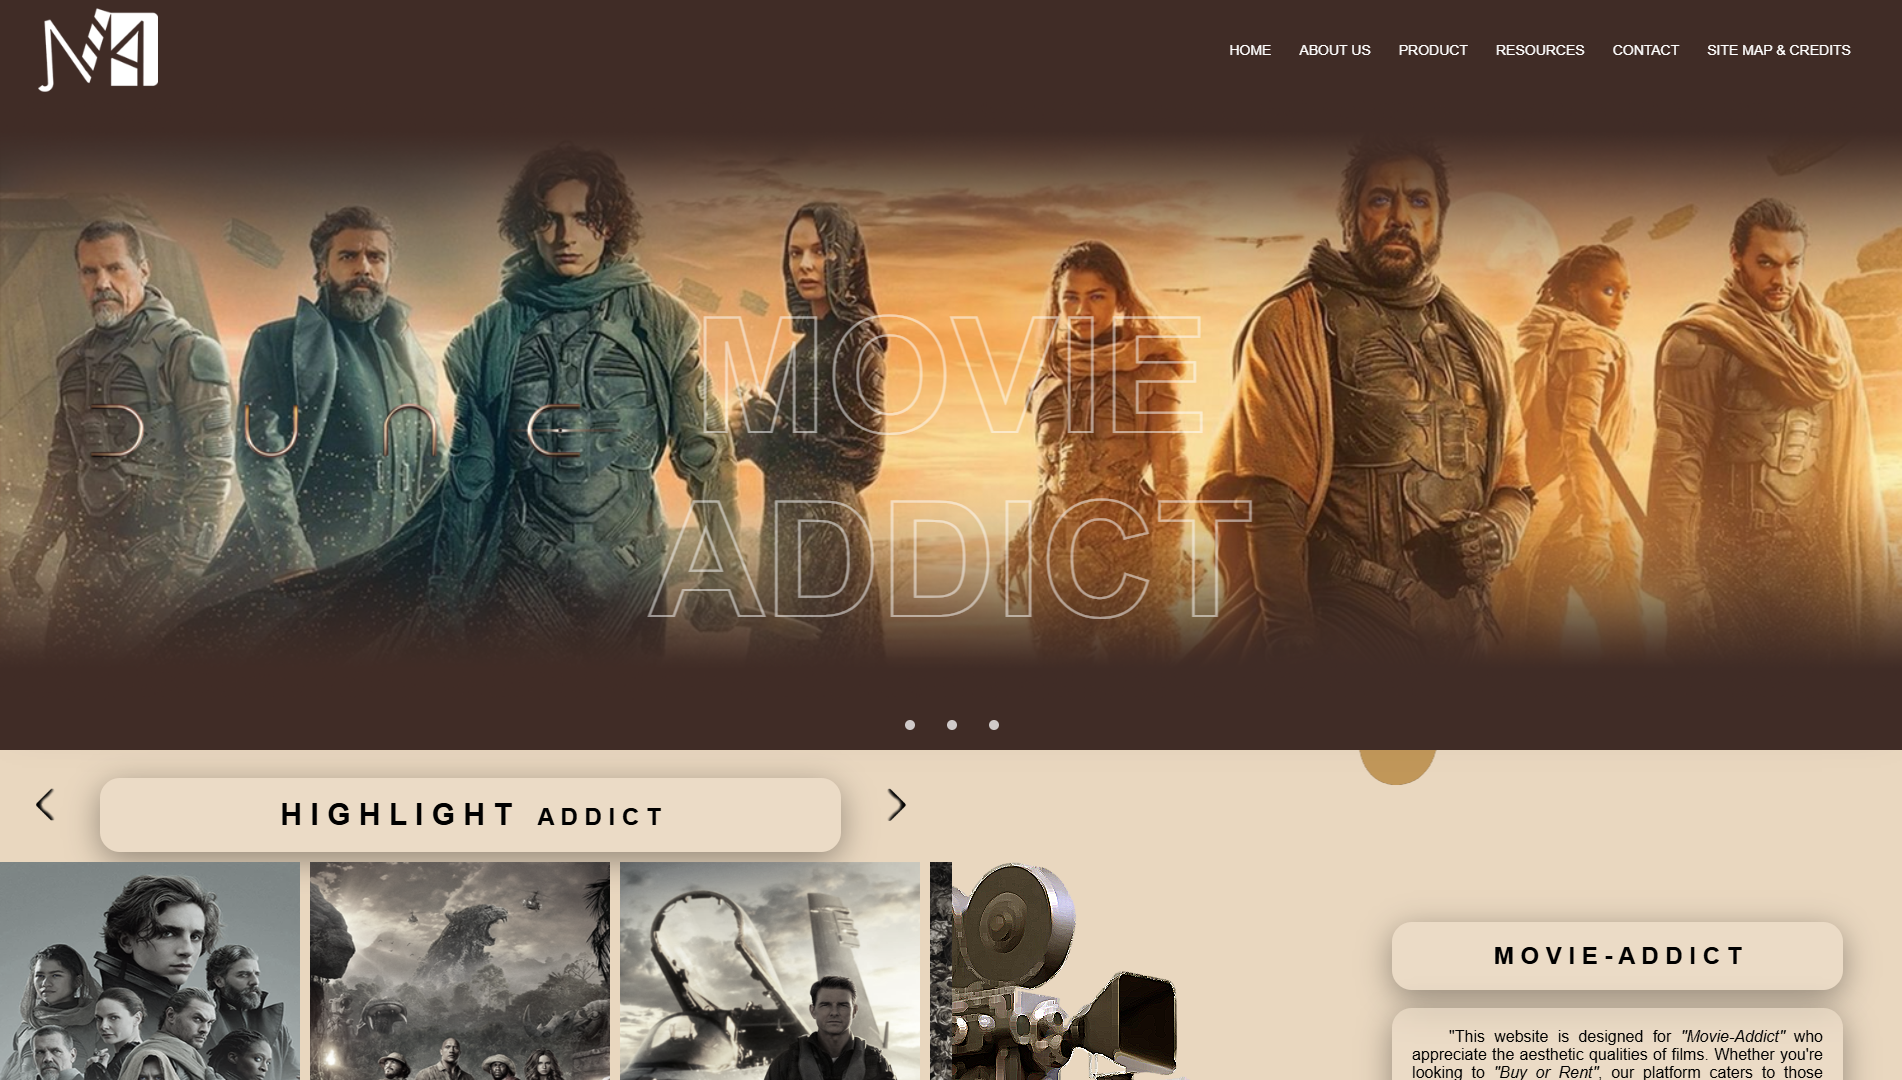 MA
HOME ABOUT US PRODUCT RESOURCES CONTACT SITE MAP & CREDITS
MOVIE
DUNE
ADDICT
HIGHLIGHT ADDICT
MOVIE-ADDICT
"This website is designed for "Movie-Addict" who
appreciate the aesthetic qualities of films. Whether you're
looking to "Buy or Rent", our platform caters to those